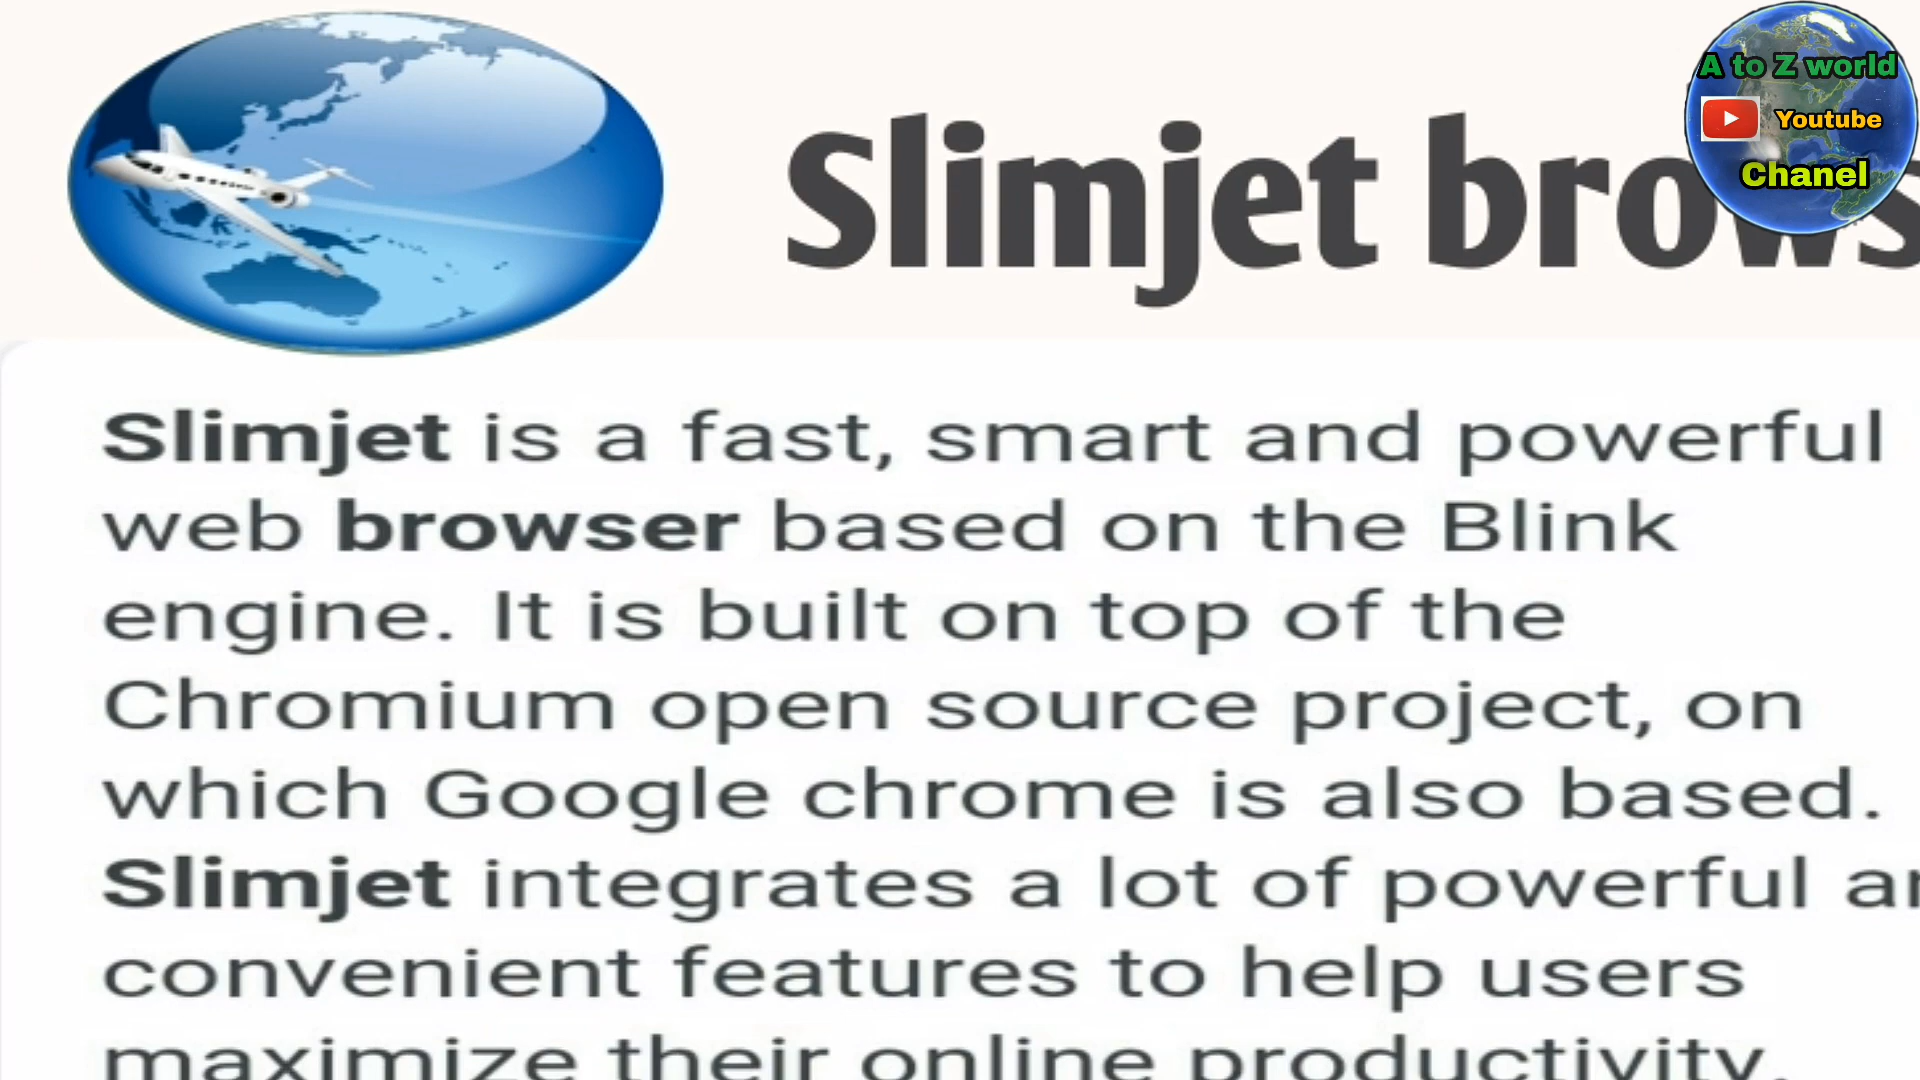 Slimjet brows
A to Z world
Youtube
Chanel
Slimjet is a fast, smart and powerful
web browser based on the Blink
engine. It is built on top of the
Chromium open source project, on
which Google chrome is also based.
Slimjet integrates a lot of powerful
convenient features to help users
maximize their online productivity.